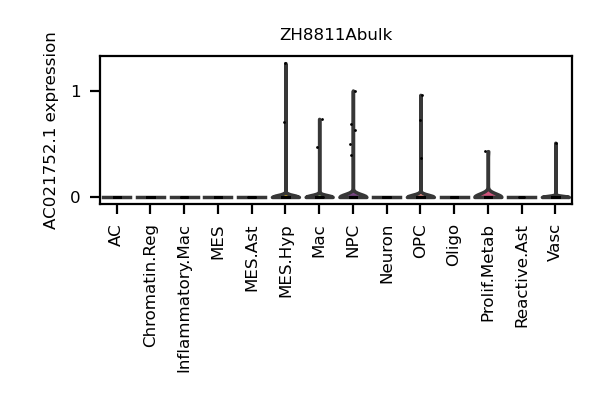 ZH8811Abulk
AC021752.1 expression
1
0
AC
Chromatin.Reg
Inflammatory.Mac
MES
MES.Ast
MES.Hyp
Mac
NPC
Neuron
OPC
Oligo
Prolif.Metab
Reactive.Ast
Vasc